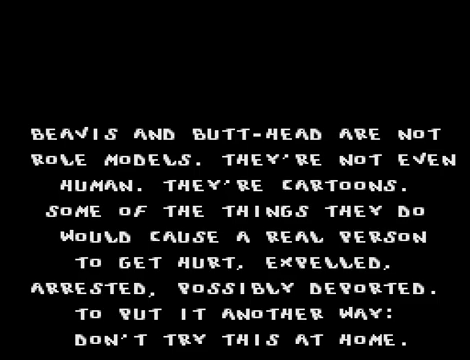 BEAVIS AND BUTT-HEAD ARE NOT
ROLE MODELS. THEY'RE NOT EVEN
HUMAN. THEY'RE CARTOONS.
SOME OF THE THINGS THEY DO
WOULD CAUSE A REAL PERSON
TO GET HURT, EXPELLED,
ARRESTED, POSSIBLY DEPORTED.
TO PUT IT ANOTHER WAY:
DON'T TRY THIS AT HOME.